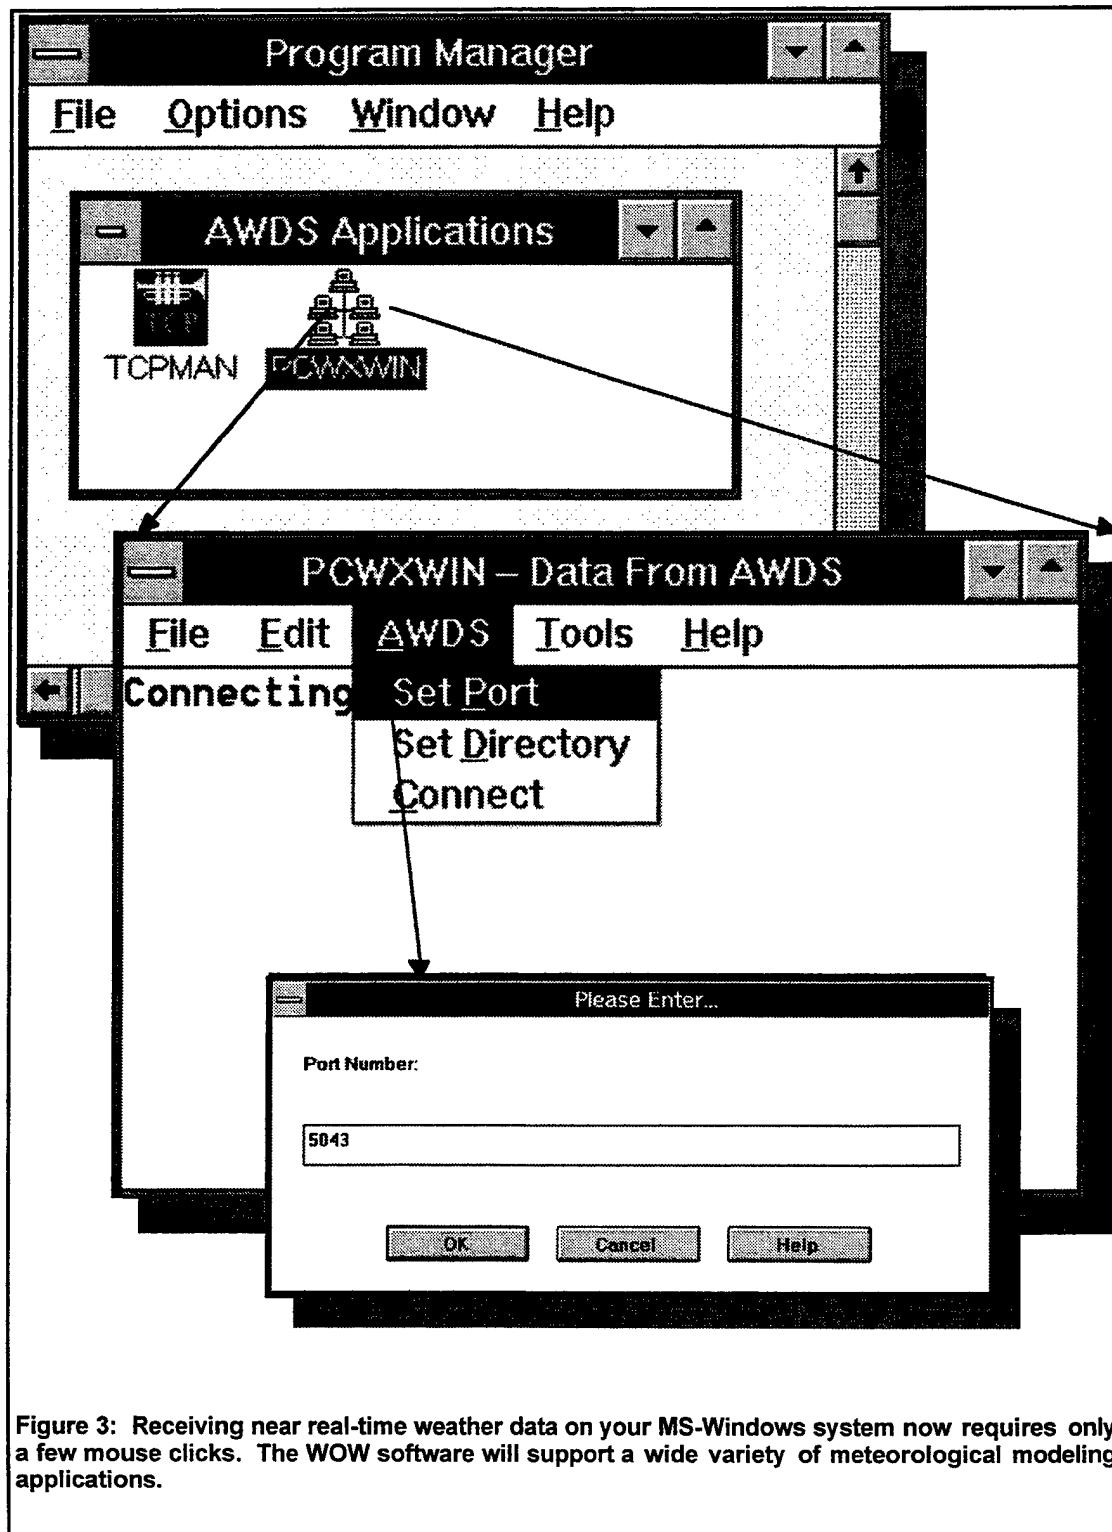 Program Manager
File Options Window Help
AWDS Applications
TCP
TCPMAN PCWXWIN
PCWXWIN – Data From AWDS
File Edit AWDS Tools Help
Connecting
Set Port
Set Directory
Connect
Please Enter...
Port Number:
5043
OK Cancel Help
Figure 3: Receiving near real-time weather data on your MS-Windows system now requires only
a few mouse clicks. The WOW software will support a wide variety of meteorological modeling
applications.